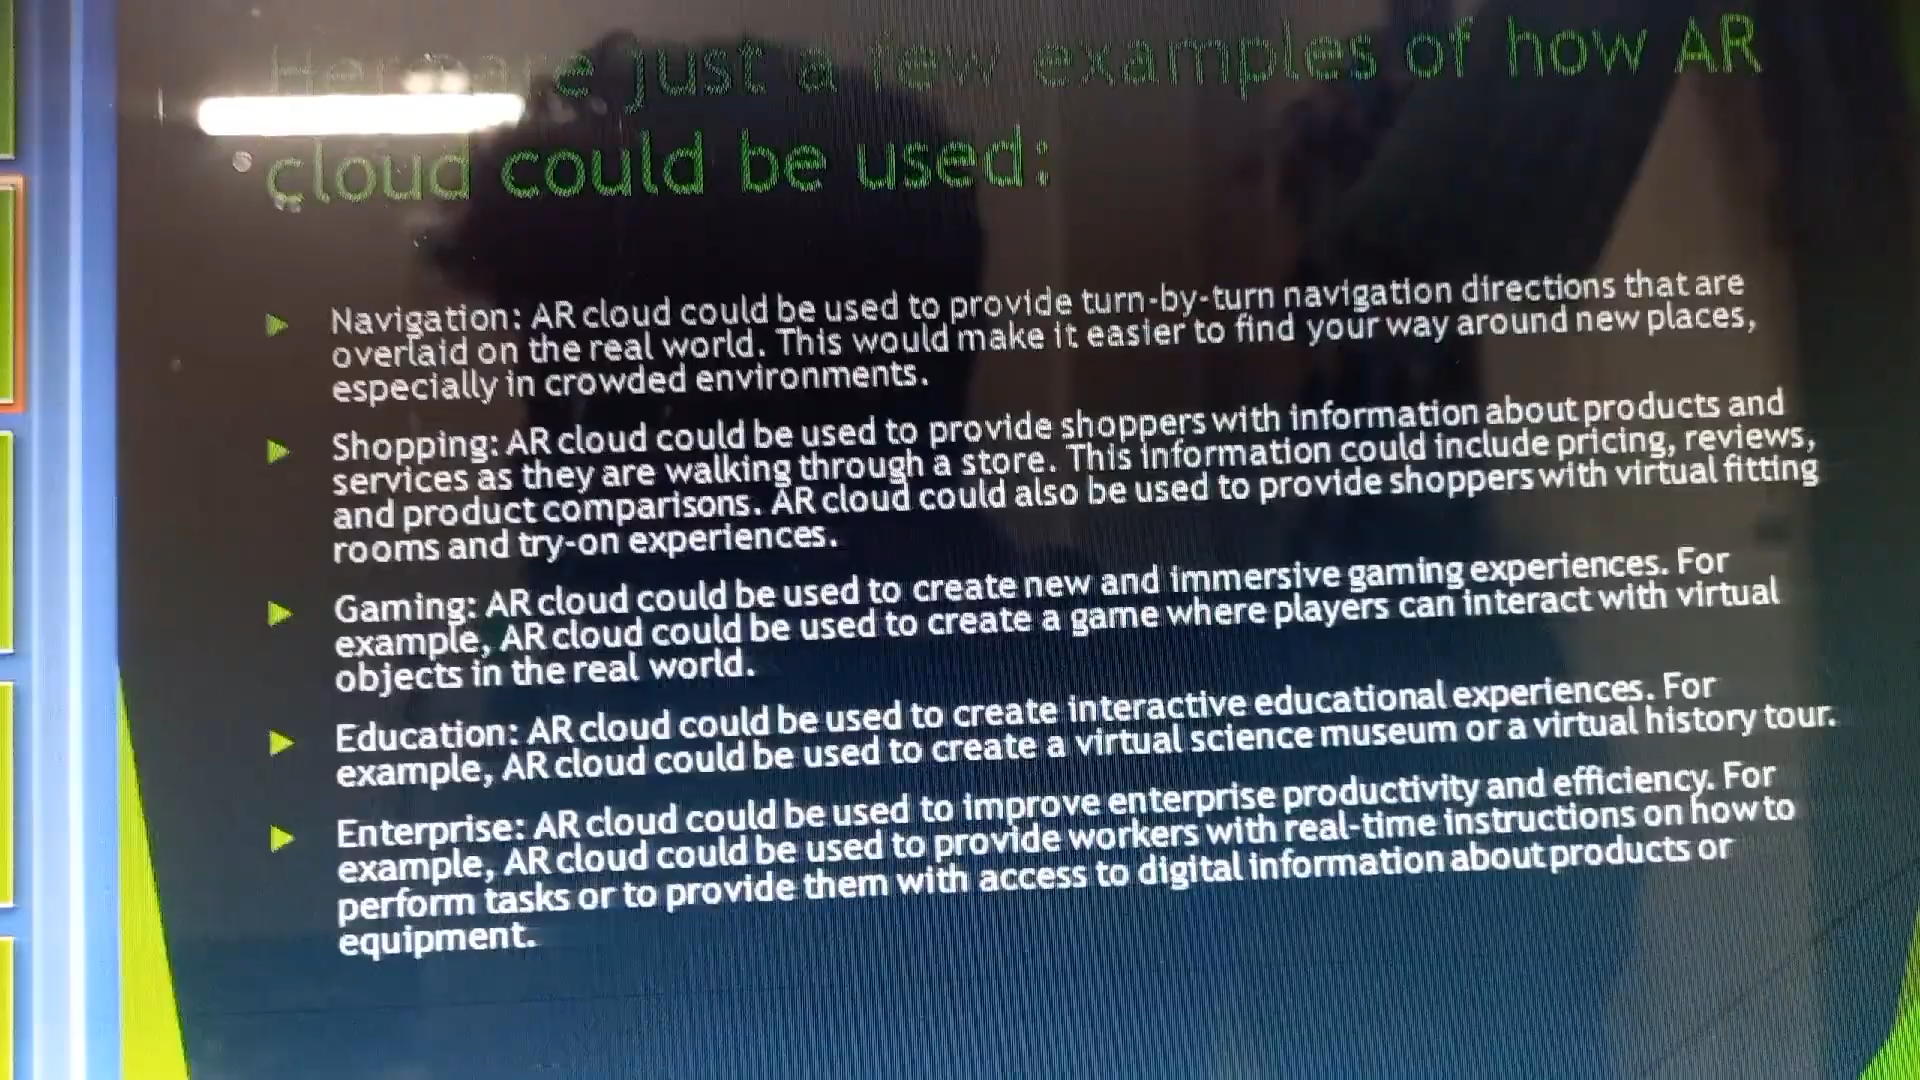 Here are just a few examples of how AR
cloud could be used:
Navigation: AR cloud could be used to provide turn-by-turn navigation directions that are
overlaid on the real world. This would make it easier to find your way around new places,
especially in crowded environments.
Shopping: AR cloud could be used to provide shoppers with information about products and
services as they are walking through a store. This information could include pricing, reviews,
and product comparisons. AR cloud could also be used to provide shoppers with virtual fitting
rooms and try-on experiences.
Gaming: AR cloud could be used to create new and immersive gaming experiences. For
example, AR cloud could be used to create a game where players can interact with virtual
objects in the real world.
Education: AR cloud could be used to create interactive educational experiences. For
example, AR cloud could be used to create a virtual science museum or a virtual history tour.
Enterprise: AR cloud could be used to improve enterprise productivity and efficiency. For
example, AR cloud could be used to provide workers with real-time instructions on how to
perform tasks or to provide them with access to digital information about products or
equipment.